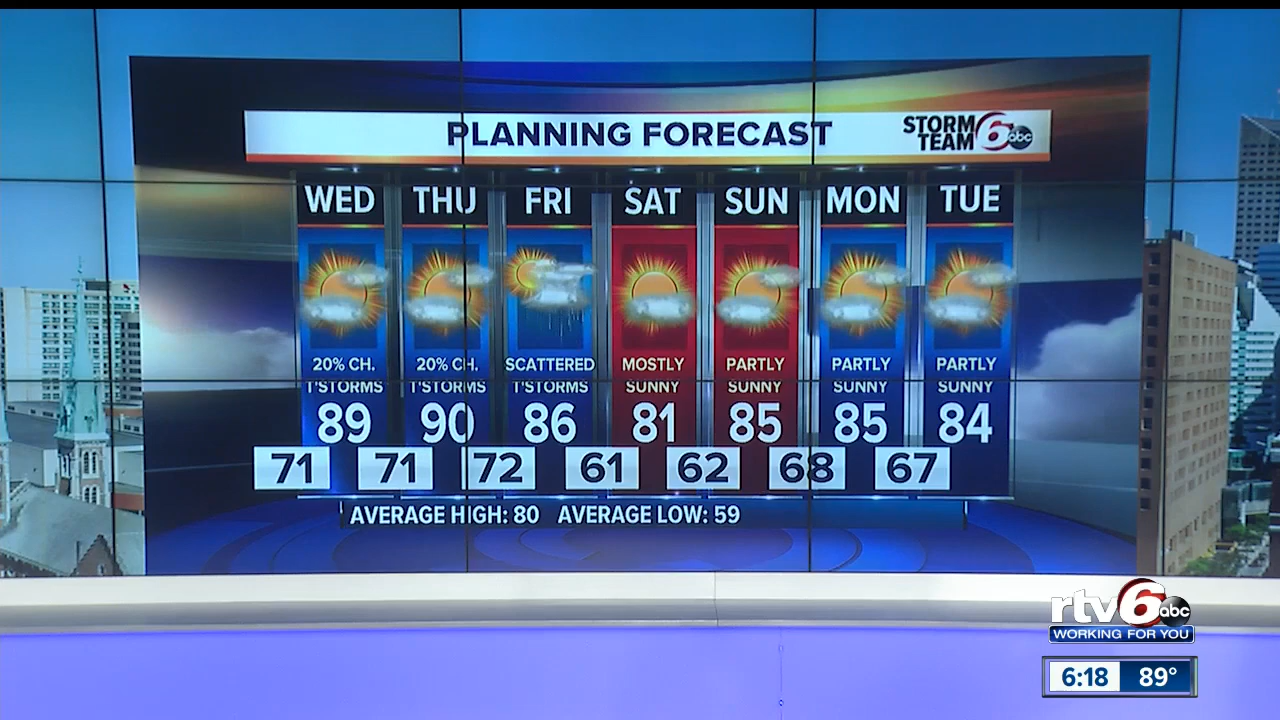 PLANNING FORECAST
STORM TEAM 6 abc
WED THU FRI SAT SUN MON TUE
20% CH. 20% CH. SCATTERED MOSTLY PARTLY PARTLY PARTLY
T'STORMS T'STORMS T'STORMS SUNNY SUNNY SUNNY SUNNY
89 90 86 81 85 85 84
71 71 72 61 62 68 67
AVERAGE HIGH: 80 AVERAGE LOW: 59
rtv6 abc
WORKING FOR YOU
6:18 89°